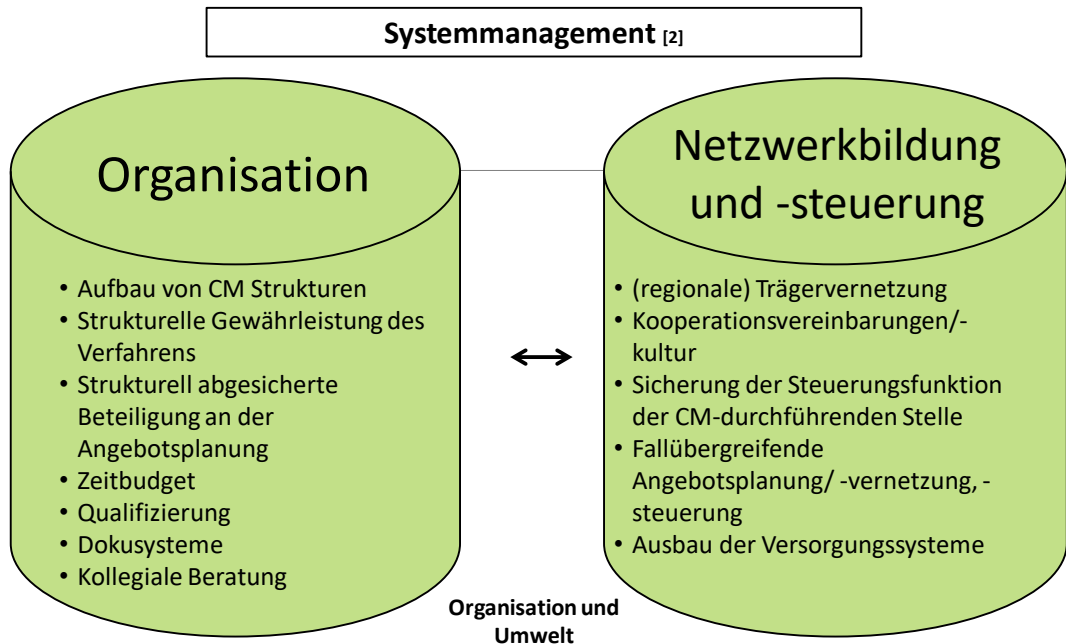 Systemmanagement [2]
Organisation
• Aufbau von CM Strukturen
• Strukturelle Gewährleistung des
Verfahrens
• Strukturell abgesicherte
Beteiligung an der
Angebotsplanung
• Zeitbudget
• Qualifizierung
• Dokusysteme
• Kollegiale Beratung
Netzwerkbildung
und -steuerung
• (regionale) Trägervernetzung
• Kooperationsvereinbarungen/-
kultur
• Sicherung der Steuerungsfunktion
der CM-durchführenden Stelle
• Fallübergreifende
Angebotsplanung/ -vernetzung, -
steuerung
• Ausbau der Versorgungssysteme
Organisation und
Umwelt